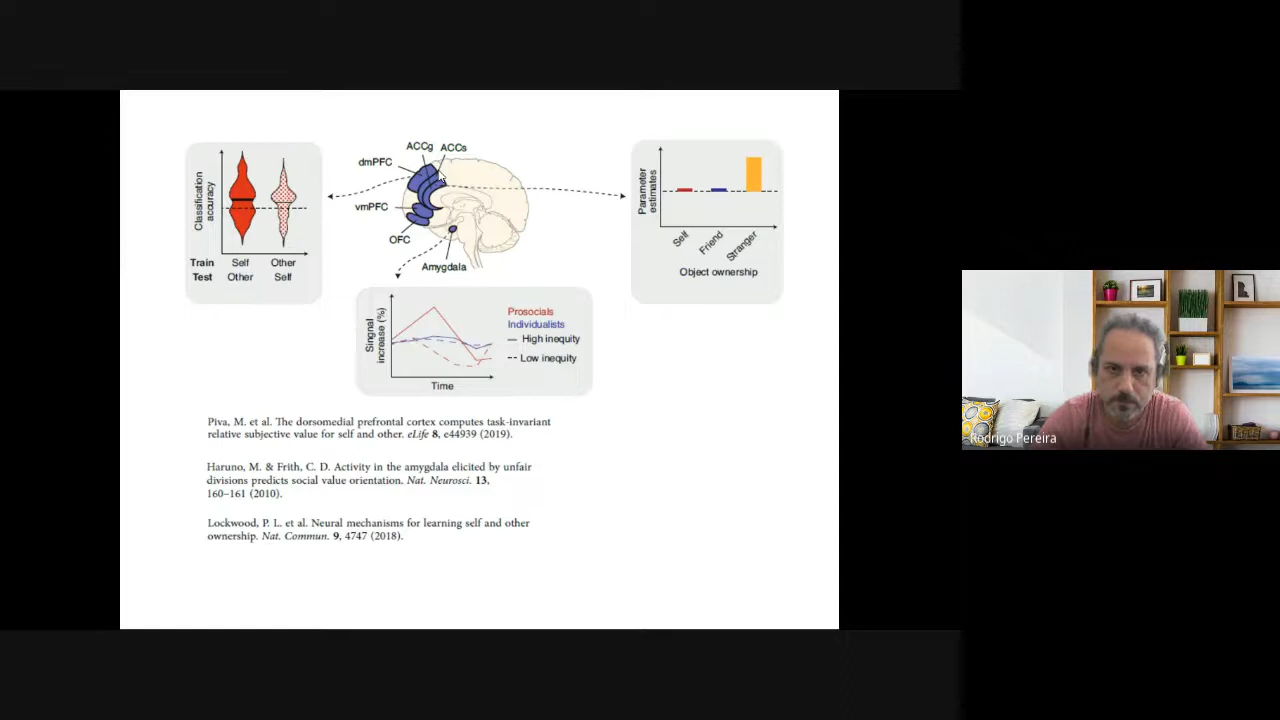 ACCg ACCs
dmPFC
vmPFC
OFC
Amygdala
Classification
accuracy
Train Self Other
Test Other Self
Parameter
estimates
Self Friend Stranger
Object ownership
Singnal
increase (%)
Time
Prosocials
Individualists
High inequity
Low inequity
Piva, M. et al. The dorsomedial prefrontal cortex computes task-invariant
relative subjective value for self and other. eLife 8, e44939 (2019).
Haruno, M. & Frith, C. D. Activity in the amygdala elicited by unfair
divisions predicts social value orientation. Nat. Neurosci. 13,
160–161 (2010).
Lockwood, P. L. et al. Neural mechanisms for learning self and other
ownership. Nat. Commun. 9, 4747 (2018).
Rodrigo Pereira